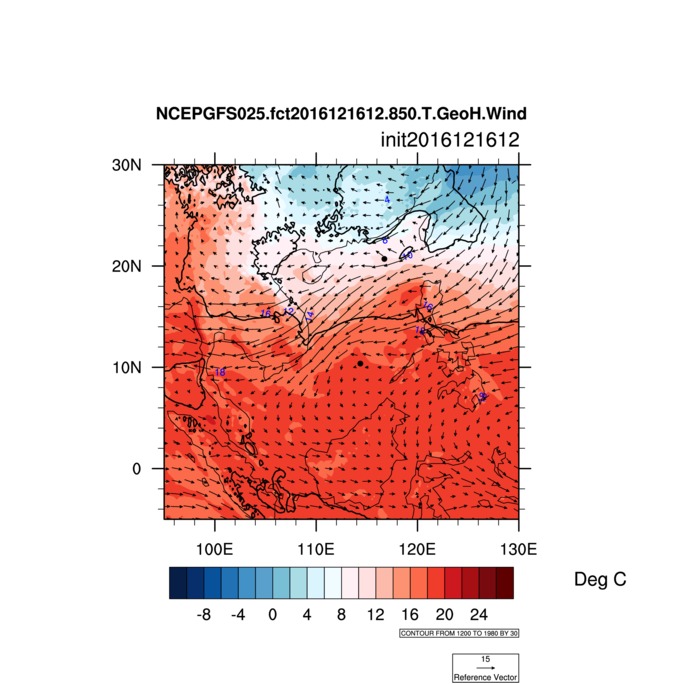 NCEPGFS025.fct2016121612.850.T.GeoH.Wind
init2016121612
30N
20N
10N
0
100E 110E 120E 130E
-8 -4 0 4 8 12 16 20 24
Deg C
CONTOUR FROM 1200 TO 1980 BY 30
15
Reference Vector